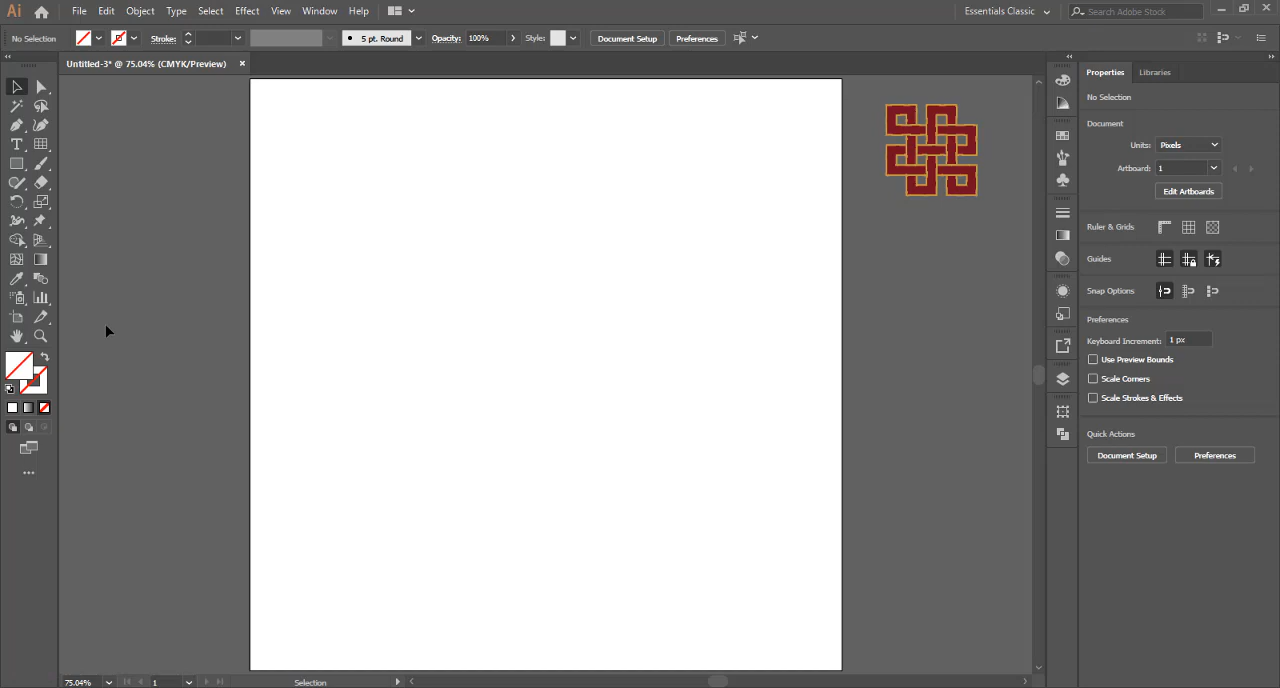 Ai File Edit Object Type Select Effect View Window Help Essentials Classic Search Adobe Stock
No Selection Stroke: 5 pt. Round Opacity: 100% Style: Document Setup Preferences
Untitled-3* @ 75.04% (CMYK/Preview) ×
Properties Libraries
No Selection
Document
Units: Pixels
Artboard: 1
Edit Artboards
Ruler & Grids
Guides
Snap Options
Preferences
Keyboard Increment: 1 px
Use Preview Bounds
Scale Corners
Scale Strokes & Effects
Quick Actions
Document Setup Preferences
75.04% 1 Selection